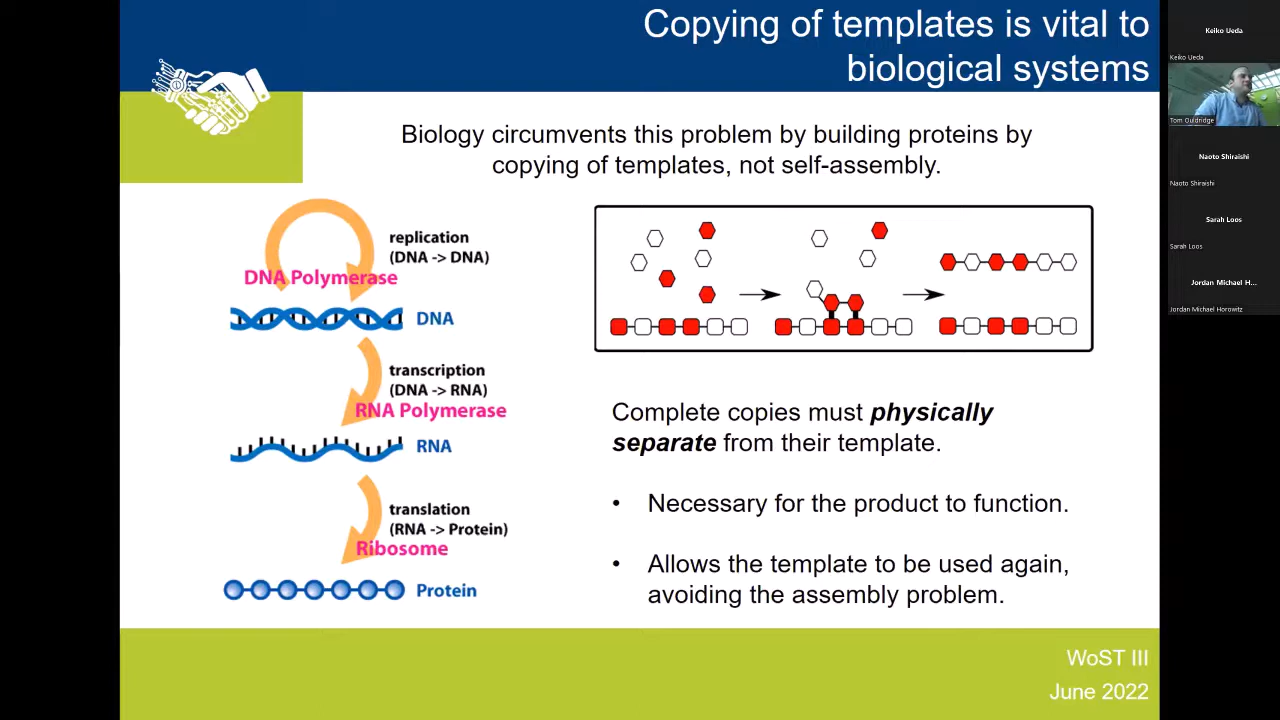 Copying of templates is vital to
biological systems
Biology circumvents this problem by building proteins by
copying of templates, not self-assembly.
replication
(DNA -> DNA)
DNA Polymerase
DNA
transcription
(DNA -> RNA)
RNA Polymerase
RNA
translation
(RNA -> Protein)
Ribosome
Protein
Complete copies must physically
separate from their template.
• Necessary for the product to function.
• Allows the template to be used again,
avoiding the assembly problem.
WoST III
June 2022
Keiko Ueda
Keiko Ueda
Tom Ouldridge
Naoto Shiraishi
Naoto Shiraishi
Sarah Loos
Sarah Loos
Jordan Michael H...
Jordan Michael Horowitz